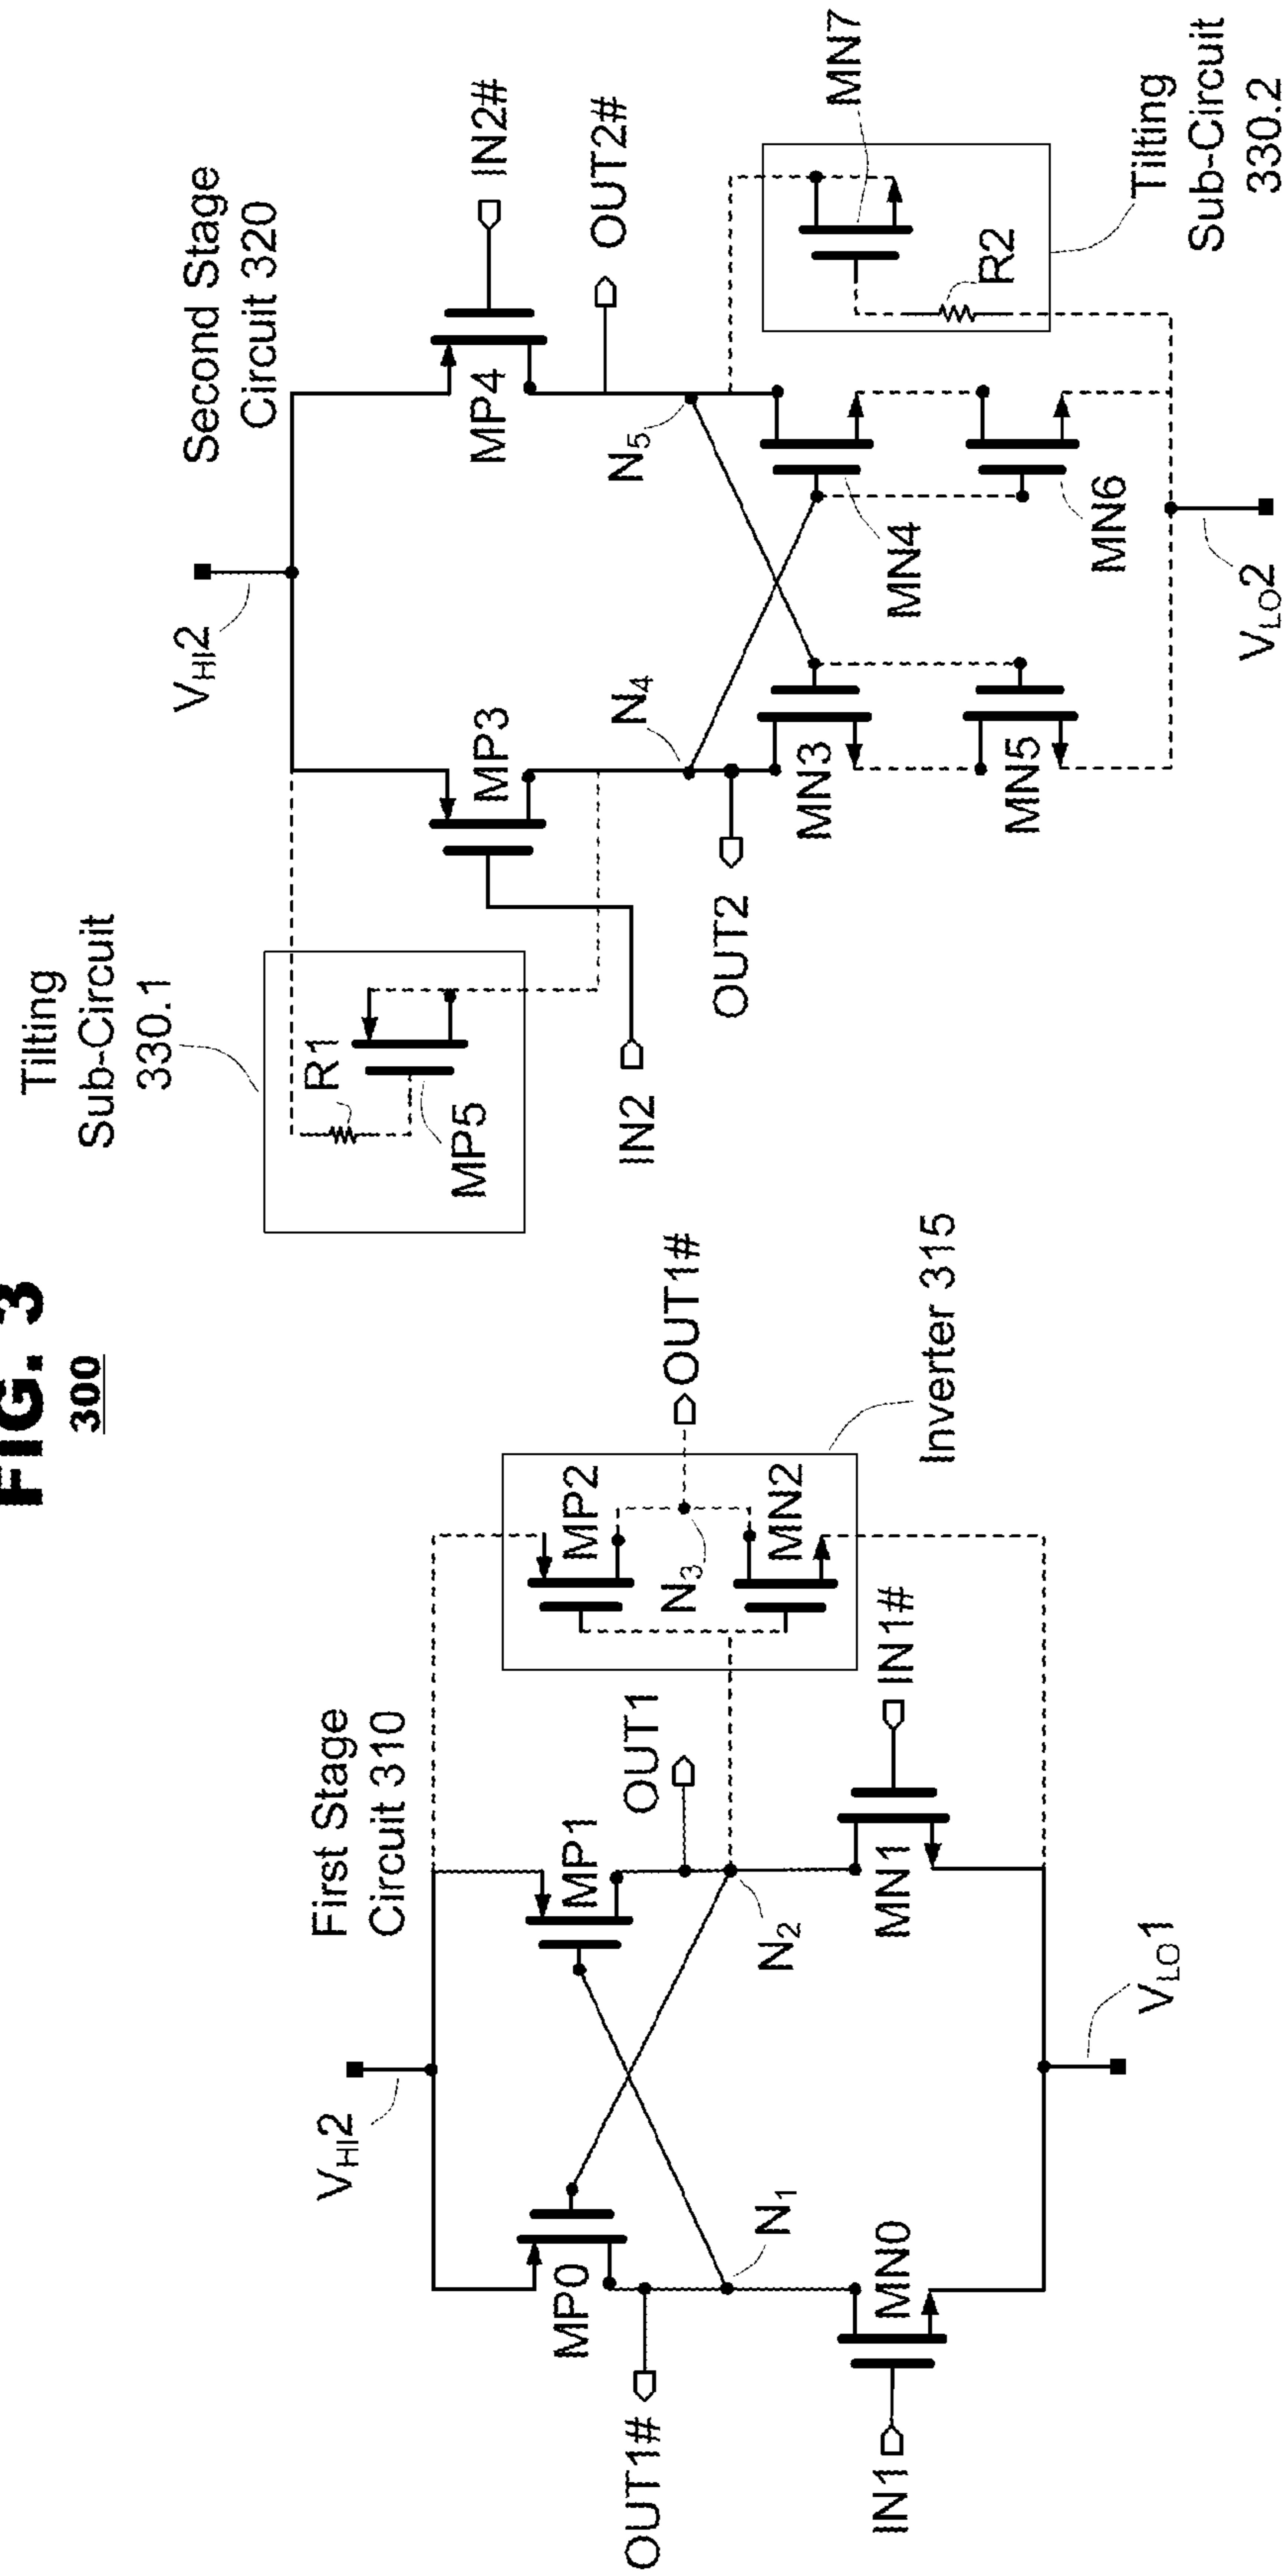 FIG. 3
300
First Stage
Circuit 310
V_HI2
MP0
MP1
OUT1#
OUT1
N1
N2
MN0
MN1
IN1
IN1#
V_LO1
MP2
N3
MN2
OUT1#
Inverter 315
Tilting
Sub-Circuit
330.1
R1
MP5
Second Stage
Circuit 320
V_HI2
MP3
MP4
IN2
IN2#
OUT2#
N4
N5
OUT2
MN3
MN4
MN5
MN6
V_LO2
MN7
R2
Tilting
Sub-Circuit
330.2